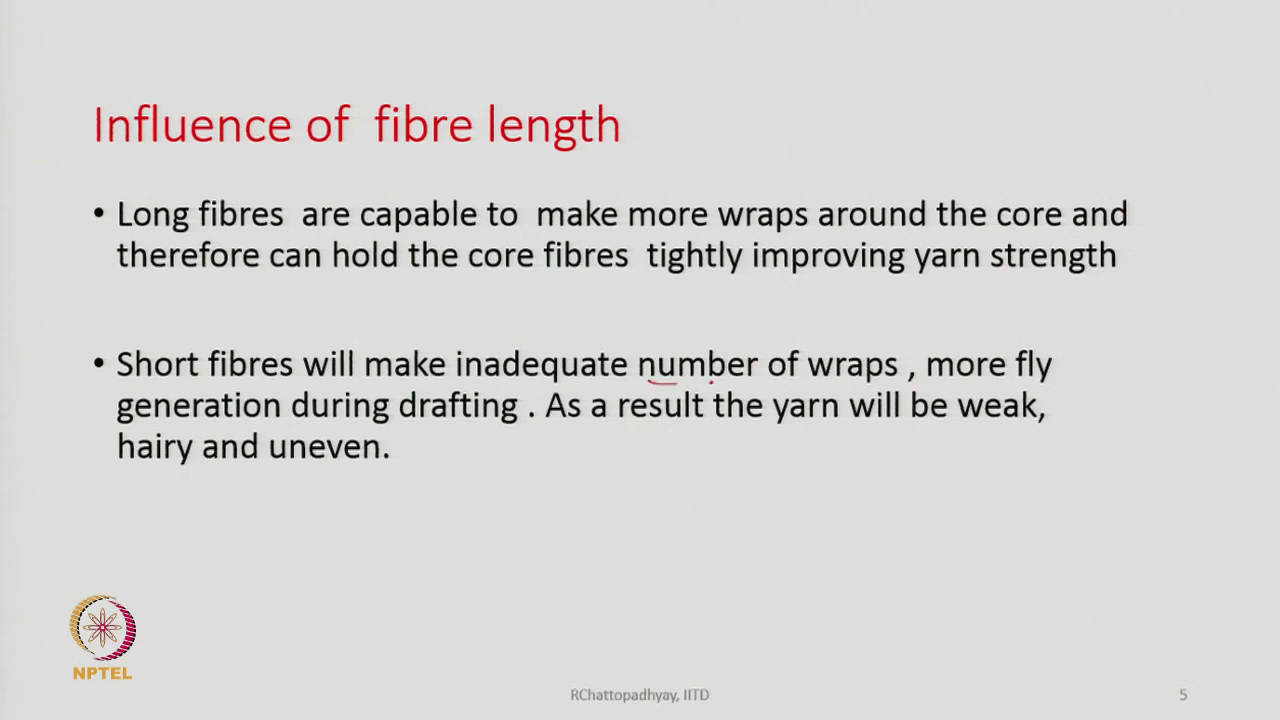 Influence of fibre length
• Long fibres are capable to make more wraps around the core and
therefore can hold the core fibres tightly improving yarn strength
• Short fibres will make inadequate number of wraps , more fly
generation during drafting . As a result the yarn will be weak,
hairy and uneven.
NPTEL
RChattopadhyay, IITD
5